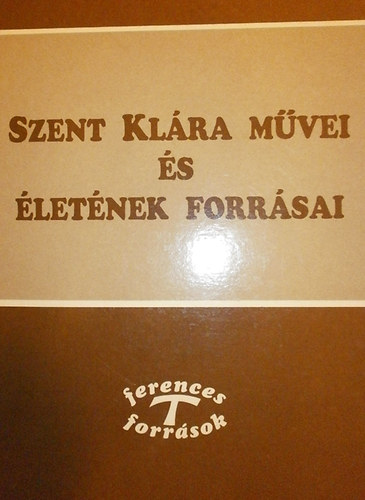 SZENT KLÁRA MŰVEI
ÉS
ÉLETÉNEK FORRÁSAI
ferences
T
források